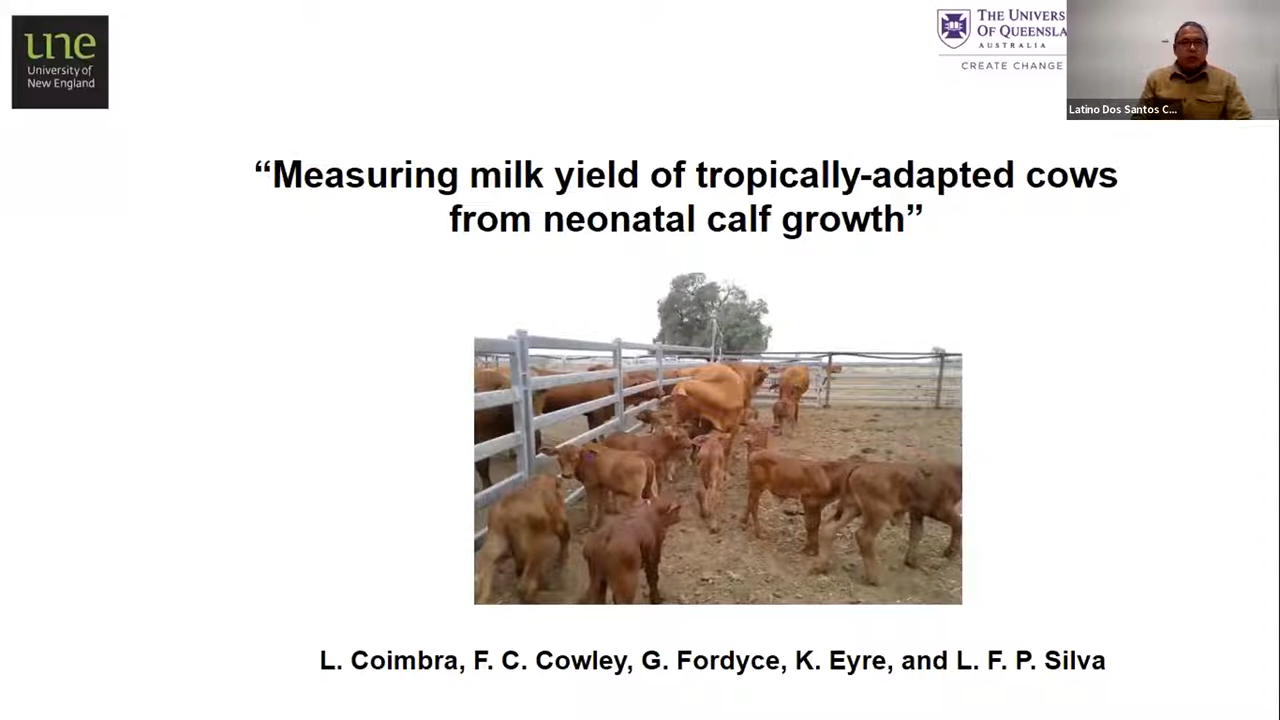 une
University of
New England
THE UNIVERS
OF QUEENSLA
AUSTRALIA
CREATE CHANGE
Latino Dos Santos C...
“Measuring milk yield of tropically-adapted cows
from neonatal calf growth”
L. Coimbra, F. C. Cowley, G. Fordyce, K. Eyre, and L. F. P. Silva